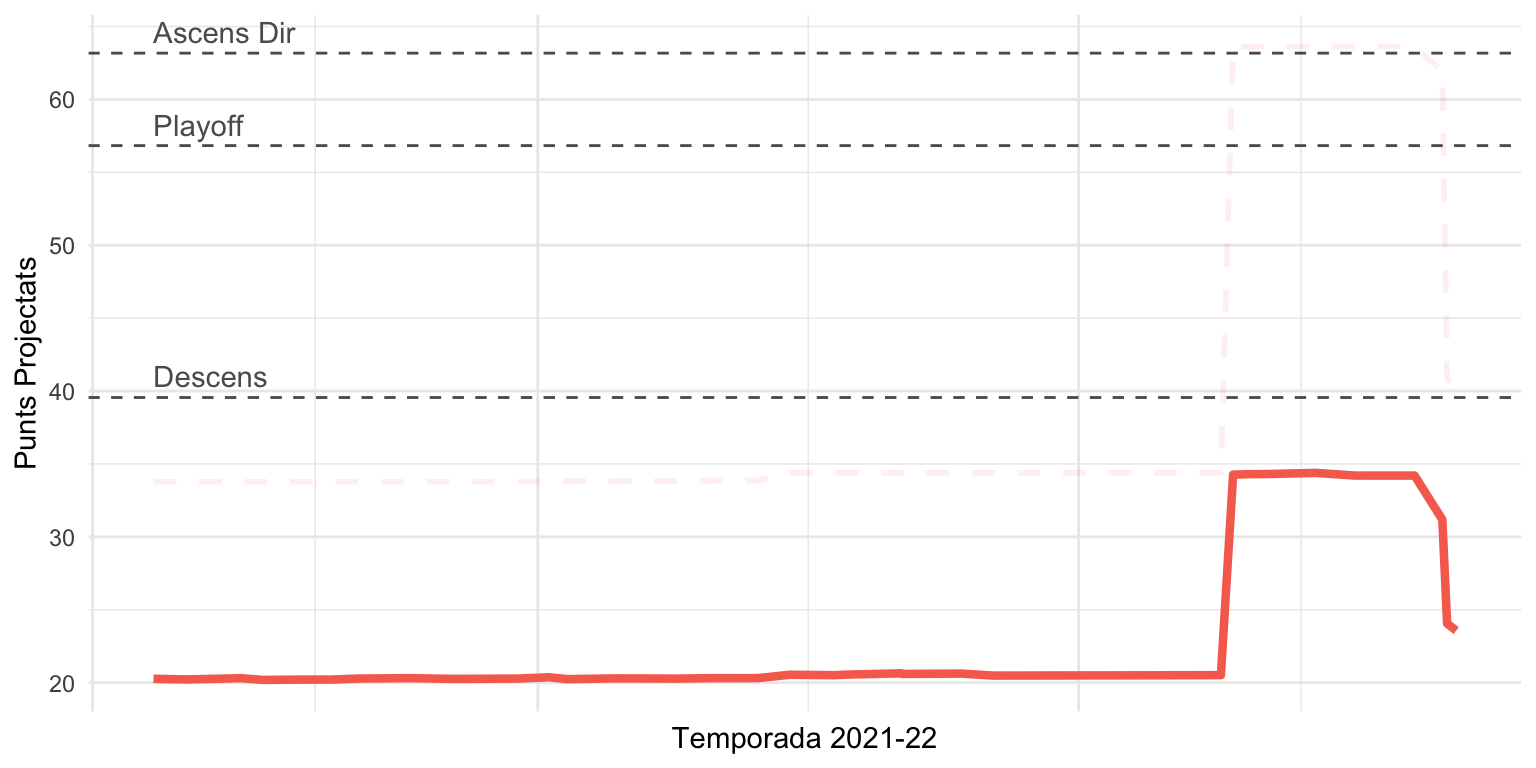 Ascens Dir
60
Playoff
50
Descens
40
30
20
Punts Projectats
Temporada 2021-22